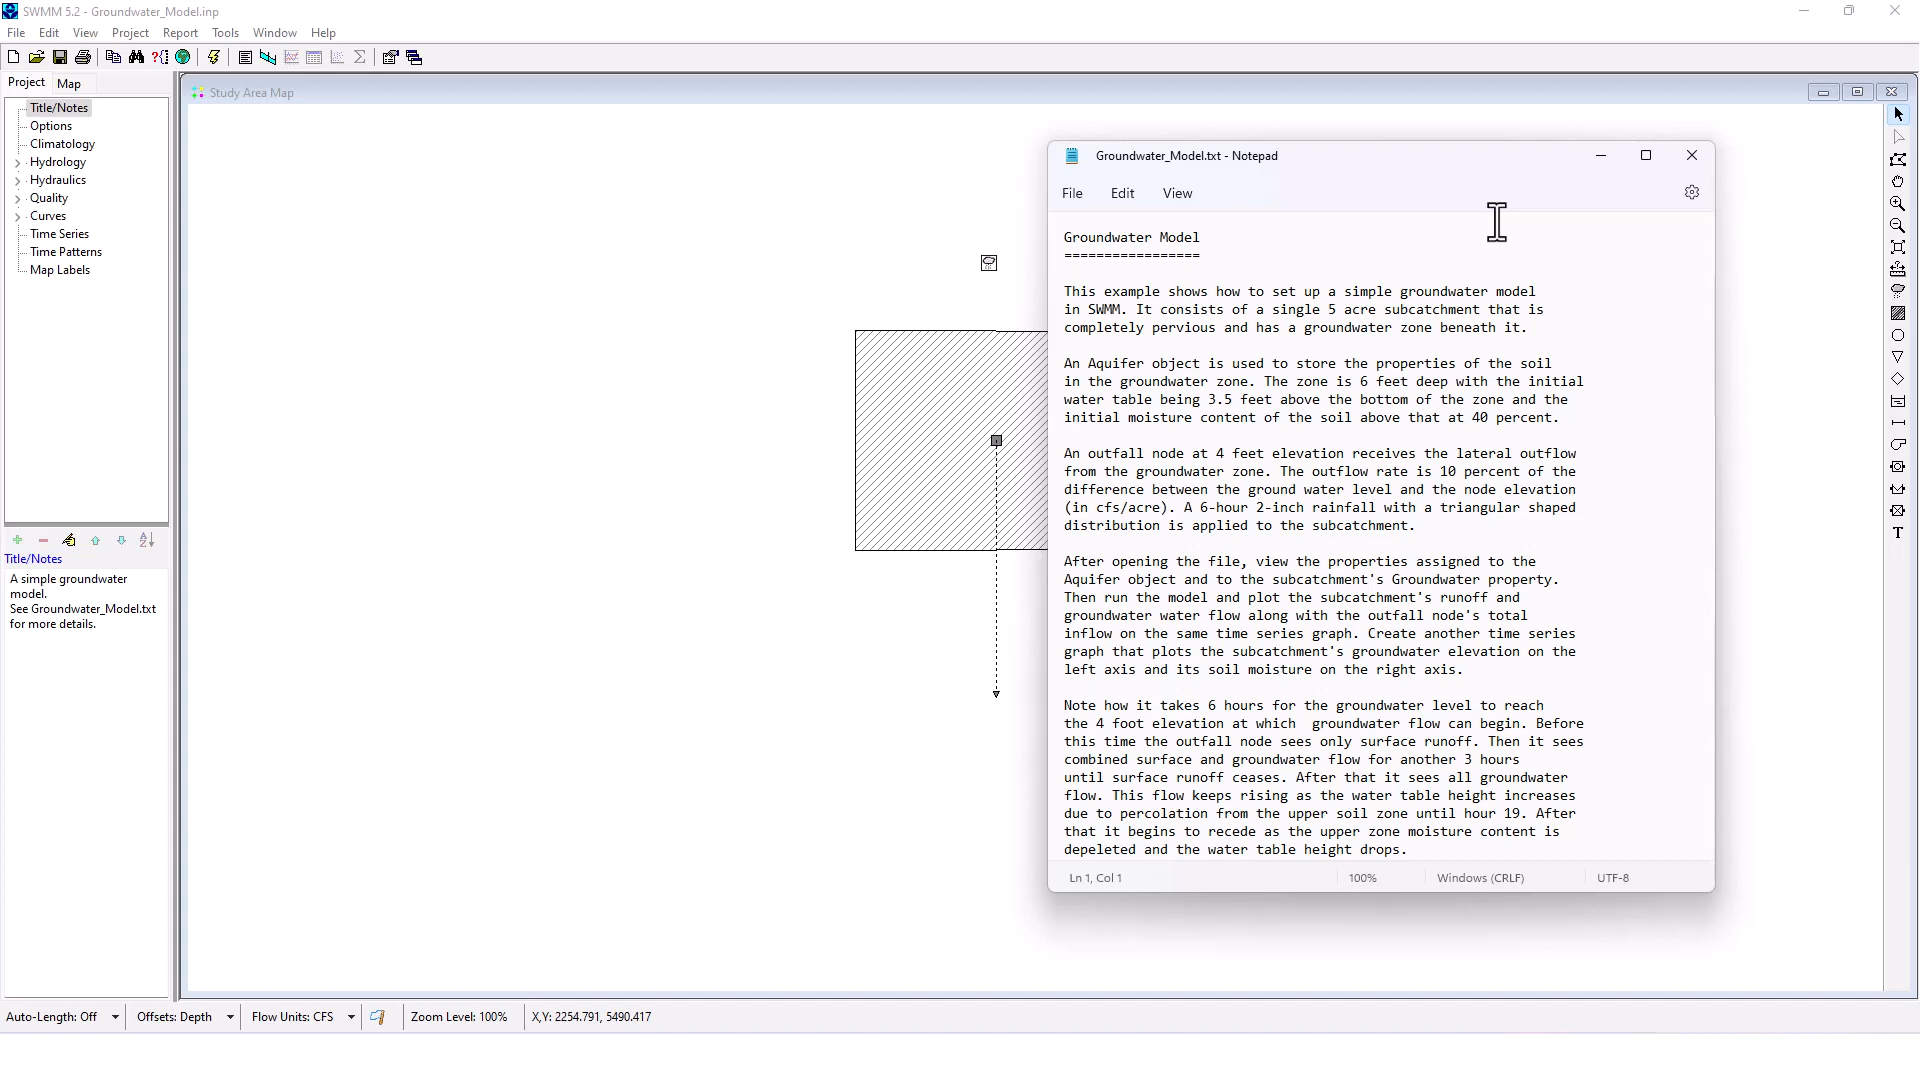 SWMM 5.2 - Groundwater_Model.inp
File Edit View Project Report Tools Window Help
Project Map
Title/Notes
Options
Climatology
Hydrology
Hydraulics
Quality
Curves
Time Series
Time Patterns
Map Labels
Title/Notes
A simple groundwater
model.
See Groundwater_Model.txt
for more details.
Study Area Map
T
Groundwater_Model.txt - Notepad
File Edit View
Groundwater Model
=================
This example shows how to set up a simple groundwater model
in SWMM. It consists of a single 5 acre subcatchment that is
completely pervious and has a groundwater zone beneath it.
An Aquifer object is used to store the properties of the soil
in the groundwater zone. The zone is 6 feet deep with the initial
water table being 3.5 feet above the bottom of the zone and the
initial moisture content of the soil above that at 40 percent.
An outfall node at 4 feet elevation receives the lateral outflow
from the groundwater zone. The outflow rate is 10 percent of the
difference between the ground water level and the node elevation
(in cfs/acre). A 6-hour 2-inch rainfall with a triangular shaped
distribution is applied to the subcatchment.
After opening the file, view the properties assigned to the
Aquifer object and to the subcatchment's Groundwater property.
Then run the model and plot the subcatchment's runoff and
groundwater water flow along with the outfall node's total
inflow on the same time series graph. Create another time series
graph that plots the subcatchment's groundwater elevation on the
left axis and its soil moisture on the right axis.
Note how it takes 6 hours for the groundwater level to reach
the 4 foot elevation at which  groundwater flow can begin. Before
this time the outfall node sees only surface runoff. Then it sees
combined surface and groundwater flow for another 3 hours
until surface runoff ceases. After that it sees all groundwater
flow. This flow keeps rising as the water table height increases
due to percolation from the upper soil zone until hour 19. After
that it begins to recede as the upper zone moisture content is
depeleted and the water table height drops.
Ln 1, Col 1 100% Windows (CRLF) UTF-8
Auto-Length: Off Offsets: Depth Flow Units: CFS Zoom Level: 100% X,Y: 2254.791, 5490.417